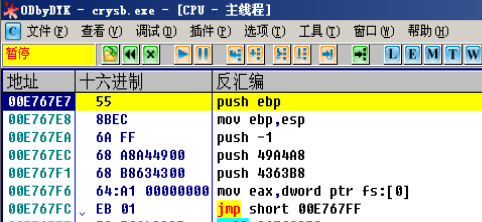 ODbyDYK - crysb.exe - [CPU - 主线程]
C 文件(F) 查看(V) 调试(D) 插件(P) 选项(T) 工具(T) 窗口(W) 帮助(H)
暂停 L E M T W
地址 十六进制 反汇编
00E767E7 55 push ebp
00E767E8 8BEC mov ebp,esp
00E767EA 6A FF push -1
00E767EC 68 A8A44900 push 49A4A8
00E767F1 68 B8634300 push 4363B8
00E767F6 64:A1 00000000 mov eax,dword ptr fs:[0]
00E767FC EB 01 jmp short 00E767FF